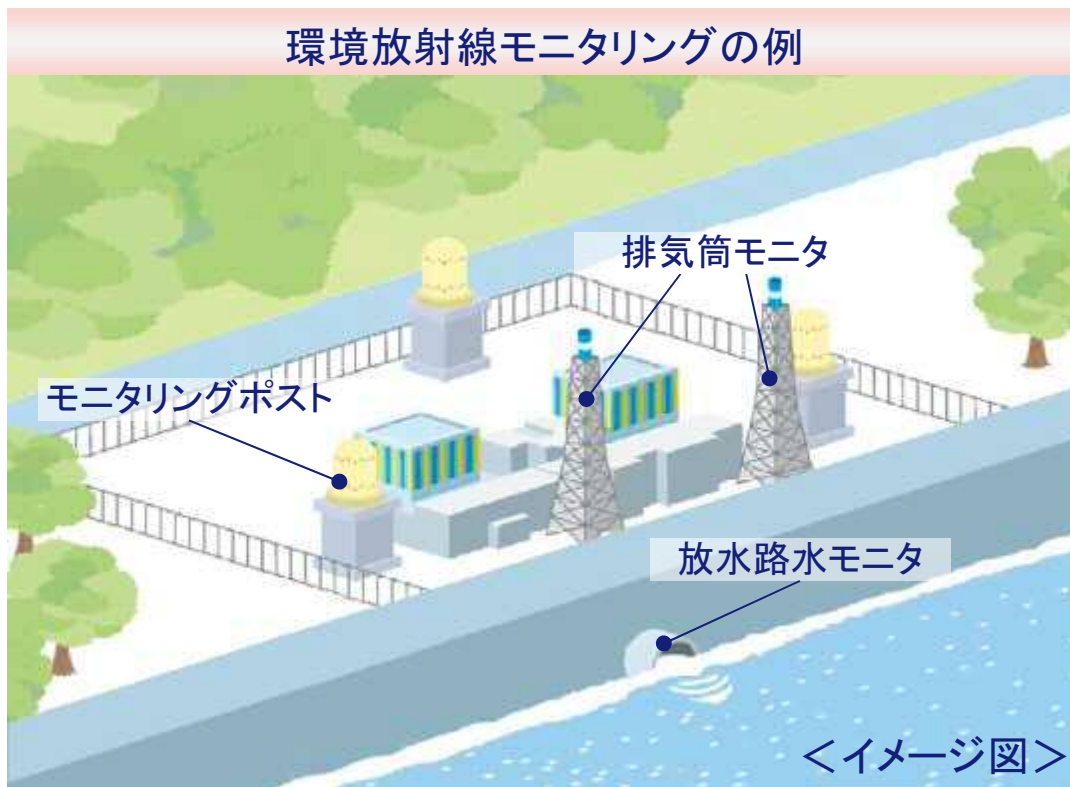 環境放射線モニタリングの例
排気筒モニタ
モニタリングポスト
放水路水モニタ
＜イメージ図＞